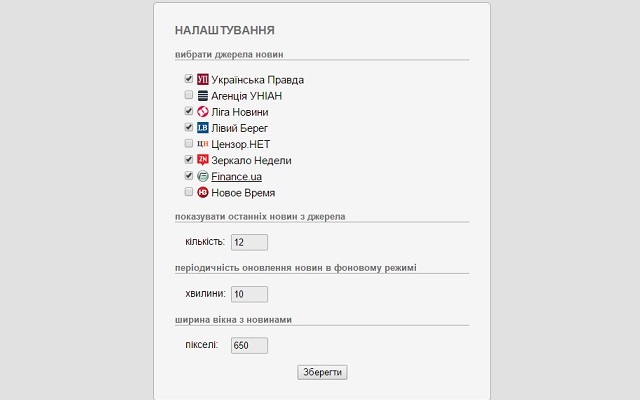 НАЛАШТУВАННЯ
вибрати джерела новин
УП Українська Правда
Агенція УНІАН
Ліга Новини
LB Лівий Берег
ЦН Цензор.НЕТ
ZN Зеркало Недели
Finance.ua
НВ Новое Время
показувати останніх новин з джерела
кількість: 12
періодичність оновлення новин в фоновому режимі
хвилини: 10
ширина вікна з новинами
пікселі: 650
Зберегти